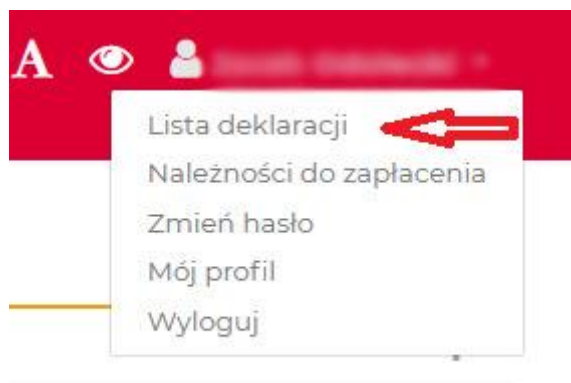 A
Lista deklaracji
Należności do zapłacenia
Zmień hasło
Mój profil
Wyloguj